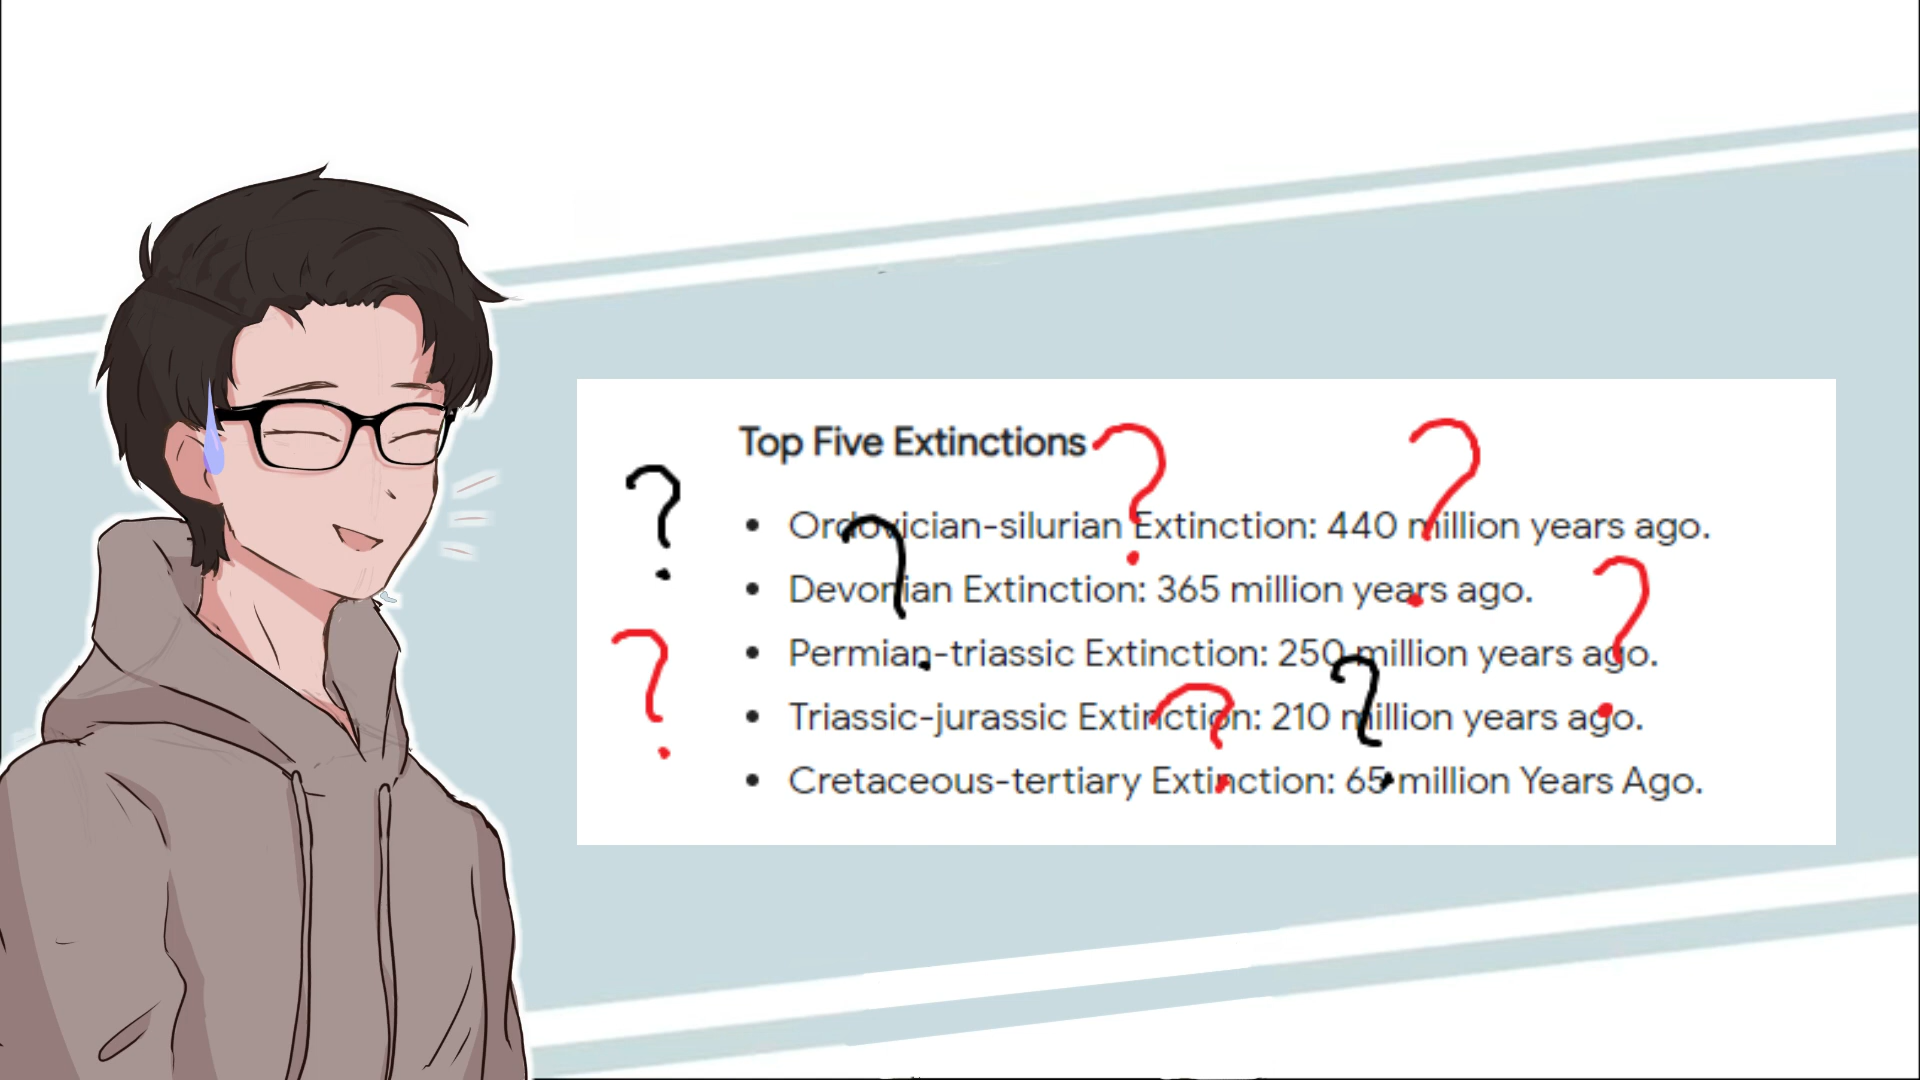 Top Five Extinctions
• Ordovician-silurian Extinction: 440 million years ago.
• Devonian Extinction: 365 million years ago.
• Permian-triassic Extinction: 250 million years ago.
• Triassic-jurassic Extinction: 210 million years ago.
• Cretaceous-tertiary Extinction: 65 million Years Ago.
? ? ? ? ? ? ? ?